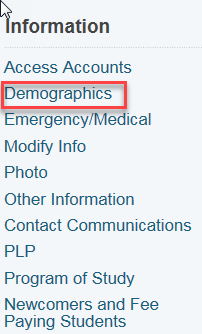 Information
Access Accounts
Demographics
Emergency/Medical
Modify Info
Photo
Other Information
Contact Communications
PLP
Program of Study
Newcomers and Fee
Paying Students